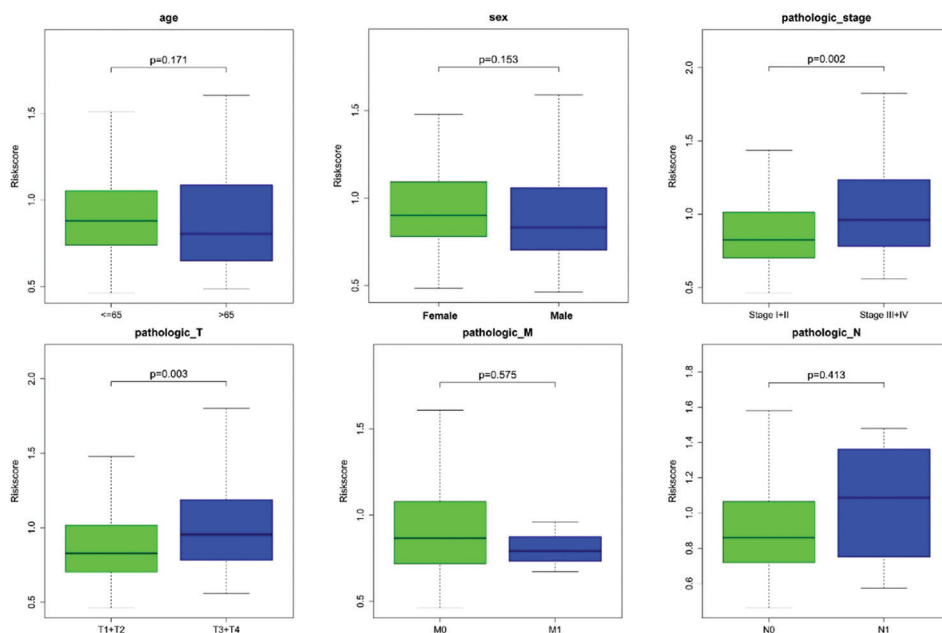 age
p=0.171
Riskscore
1.5
1.0
0.5
<=65
>65
sex
p=0.153
Riskscore
1.5
1.0
0.5
Female
Male
pathologic_stage
p=0.002
Riskscore
2.0
1.5
1.0
0.5
Stage I+II
Stage III+IV
pathologic_T
p=0.003
Riskscore
2.0
1.5
1.0
0.5
T1+T2
T3+T4
pathologic_M
p=0.575
Riskscore
1.5
1.0
0.5
M0
M1
pathologic_N
p=0.413
Riskscore
1.8
1.6
1.4
1.2
1.0
0.8
0.6
N0
N1